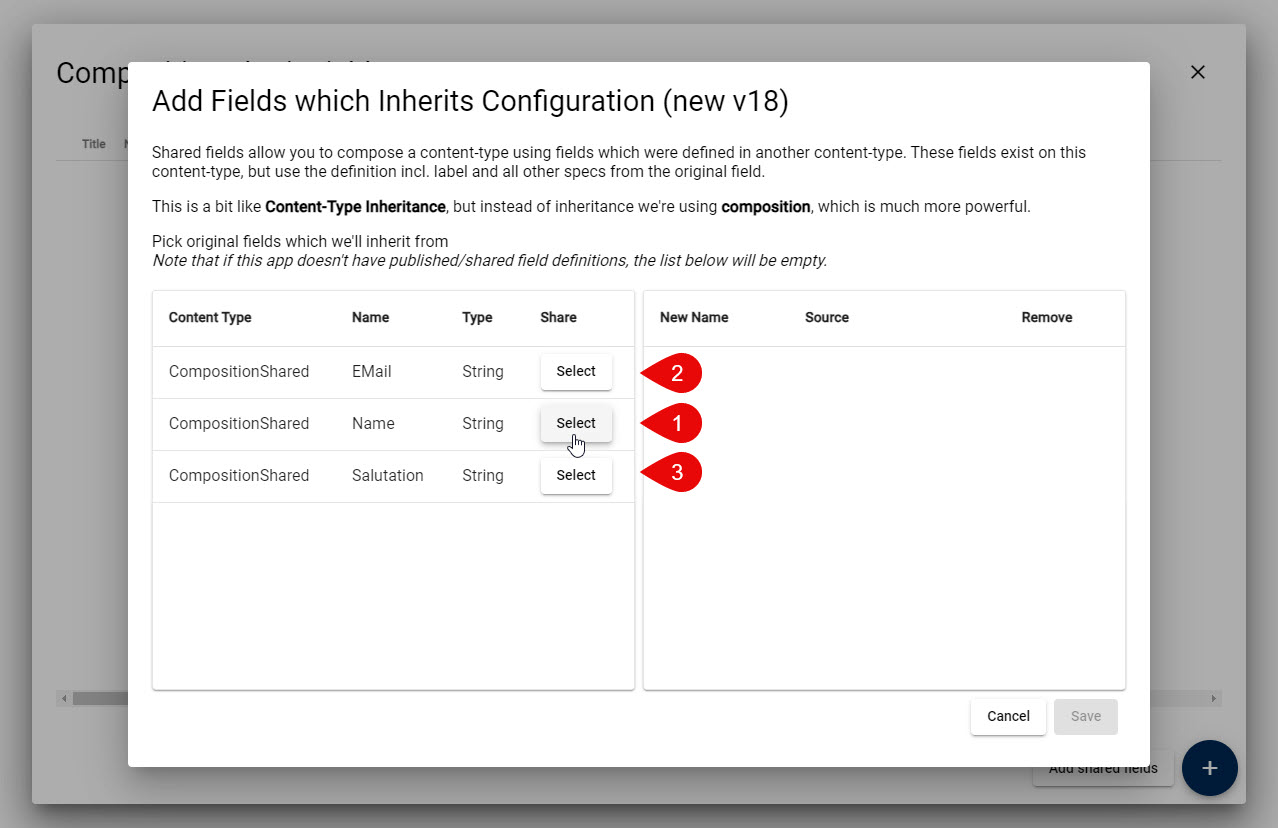 Comp
Title
Add Fields which Inherits Configuration (new v18)
Shared fields allow you to compose a content-type using fields which were defined in another content-type. These fields exist on this
content-type, but use the definition incl. label and all other specs from the original field.
This is a bit like Content-Type Inheritance, but instead of inheritance we're using composition, which is much more powerful.
Pick original fields which we'll inherit from
Note that if this app doesn't have published/shared field definitions, the list below will be empty.
Content Type Name Type Share
CompositionShared EMail String Select
CompositionShared Name String Select
CompositionShared Salutation String Select
New Name Source Remove
2
1
3
Cancel Save
Add shared fields
+